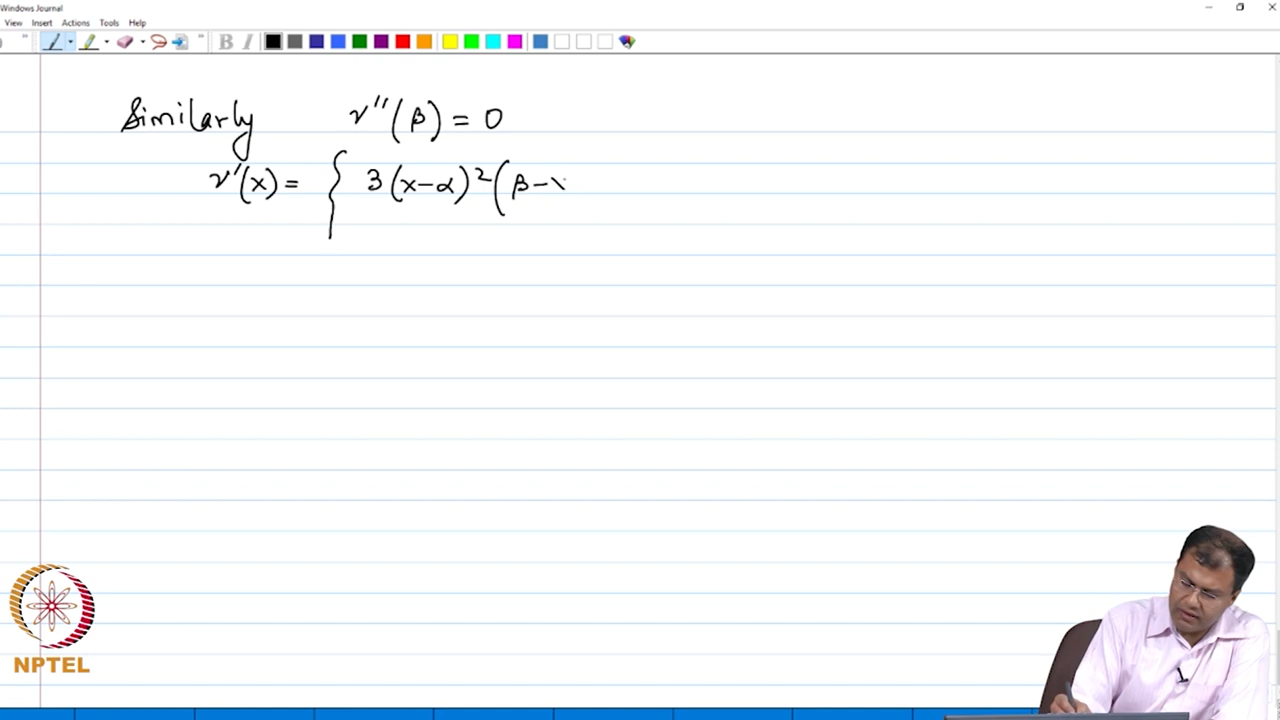 Windows Journal
View Insert Actions Tools Help
B I
Similarly ν''(β) = 0
ν'(x) = { 3(x-α)²(β-
NPTEL